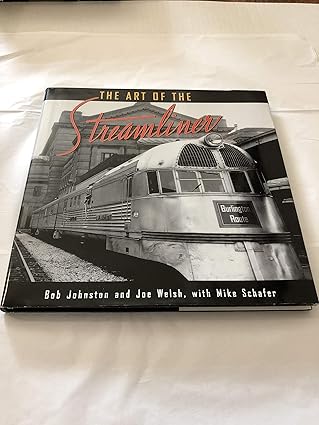 THE ART OF THE
Streamliner
Burlington
Route
Bob Johnston and Joe Welsh, with Mike Schafer